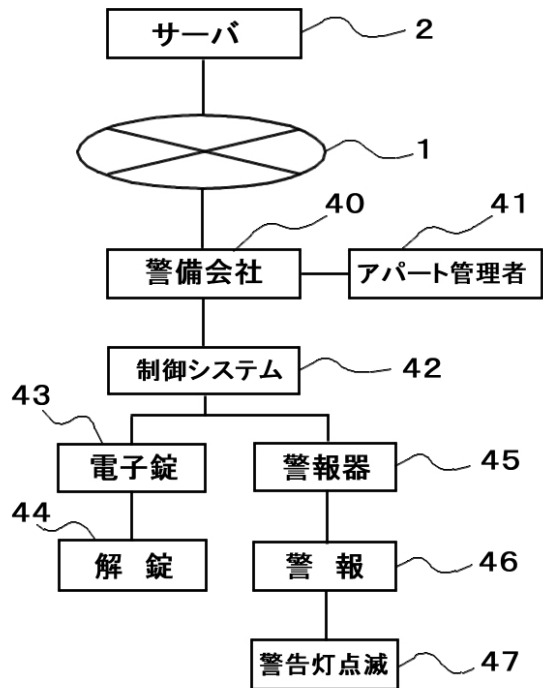 サーバ
2
1
40
41
警備会社
アパート管理者
制御システム
42
43
電子錠
警報器
45
44
解 錠
警 報
46
警告灯点滅
47